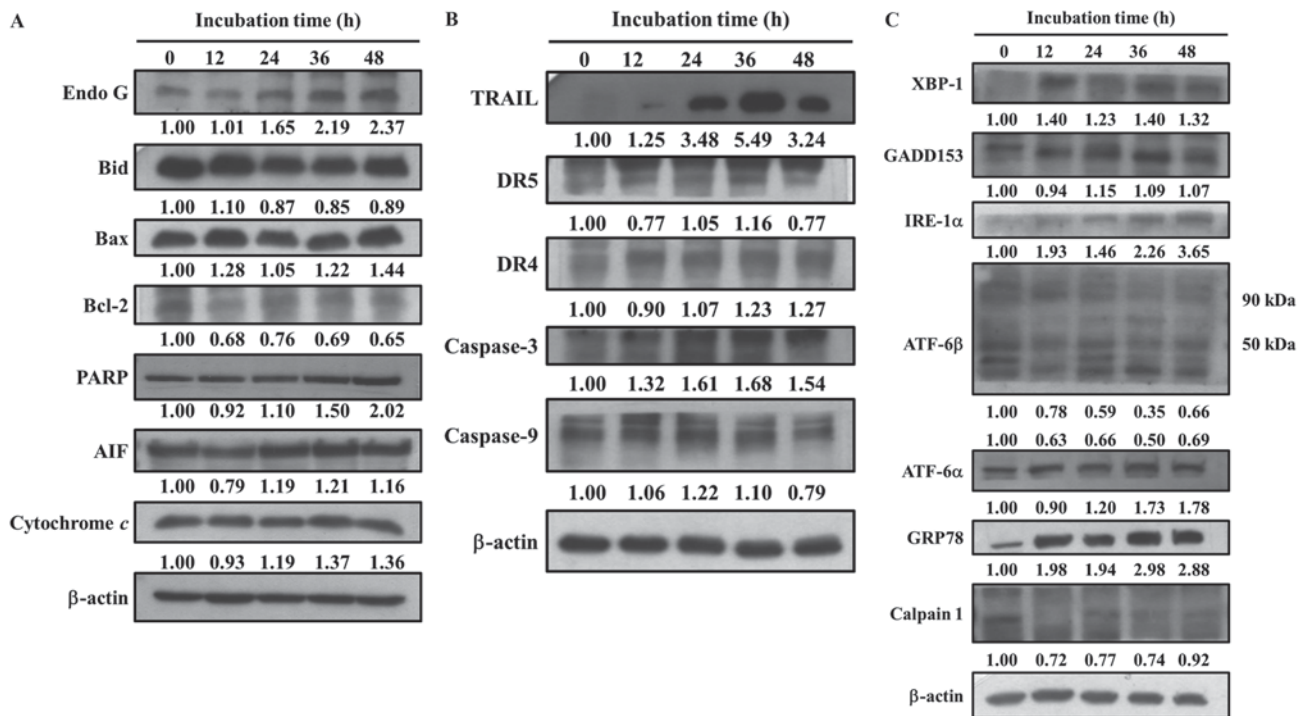 A
Incubation time (h)
0 12 24 36 48
Endo G
1.00 1.01 1.65 2.19 2.37
Bid
1.00 1.10 0.87 0.85 0.89
Bax
1.00 1.28 1.05 1.22 1.44
Bcl-2
1.00 0.68 0.76 0.69 0.65
PARP
1.00 0.92 1.10 1.50 2.02
AIF
1.00 0.79 1.19 1.21 1.16
Cytochrome c
1.00 0.93 1.19 1.37 1.36
β-actin
B
Incubation time (h)
0 12 24 36 48
TRAIL
1.00 1.25 3.48 5.49 3.24
DR5
1.00 0.77 1.05 1.16 0.77
DR4
1.00 0.90 1.07 1.23 1.27
Caspase-3
1.00 1.32 1.61 1.68 1.54
Caspase-9
1.00 1.06 1.22 1.10 0.79
β-actin
C
Incubation time (h)
0 12 24 36 48
XBP-1
1.00 1.40 1.23 1.40 1.32
GADD153
1.00 0.94 1.15 1.09 1.07
IRE-1α
1.00 1.93 1.46 2.26 3.65
90 kDa
ATF-6β 50 kDa
1.00 0.78 0.59 0.35 0.66
1.00 0.63 0.66 0.50 0.69
ATF-6α
1.00 0.90 1.20 1.73 1.78
GRP78
1.00 1.98 1.94 2.98 2.88
Calpain 1
1.00 0.72 0.77 0.74 0.92
β-actin